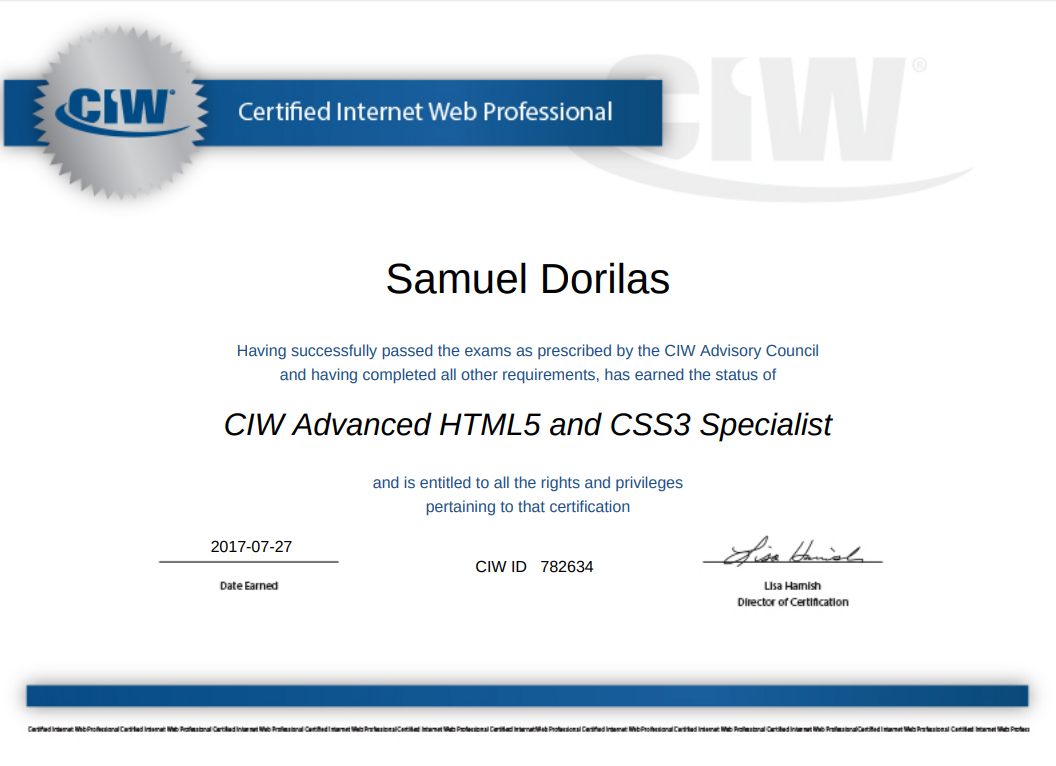 CIW®
Certified Internet Web Professional
CIW®
Samuel Dorilas
Having successfully passed the exams as prescribed by the CIW Advisory Council
and having completed all other requirements, has earned the status of
CIW Advanced HTML5 and CSS3 Specialist
and is entitled to all the rights and privileges
pertaining to that certification
2017-07-27
Date Earned
CIW ID 782634
Lisa Hamish
Lisa Hamish
Director of Certification
Certified Internet Web Professional Certified Internet Web Professional Certified Internet Web Professional Certified Internet Web Professional Certified Internet Web Professional Certified Internet Web Professional Certified Internet Web Professional Certified Internet Web Professional Certified Internet Web Professional Certified Internet Web Professional Certified Internet Web Profess